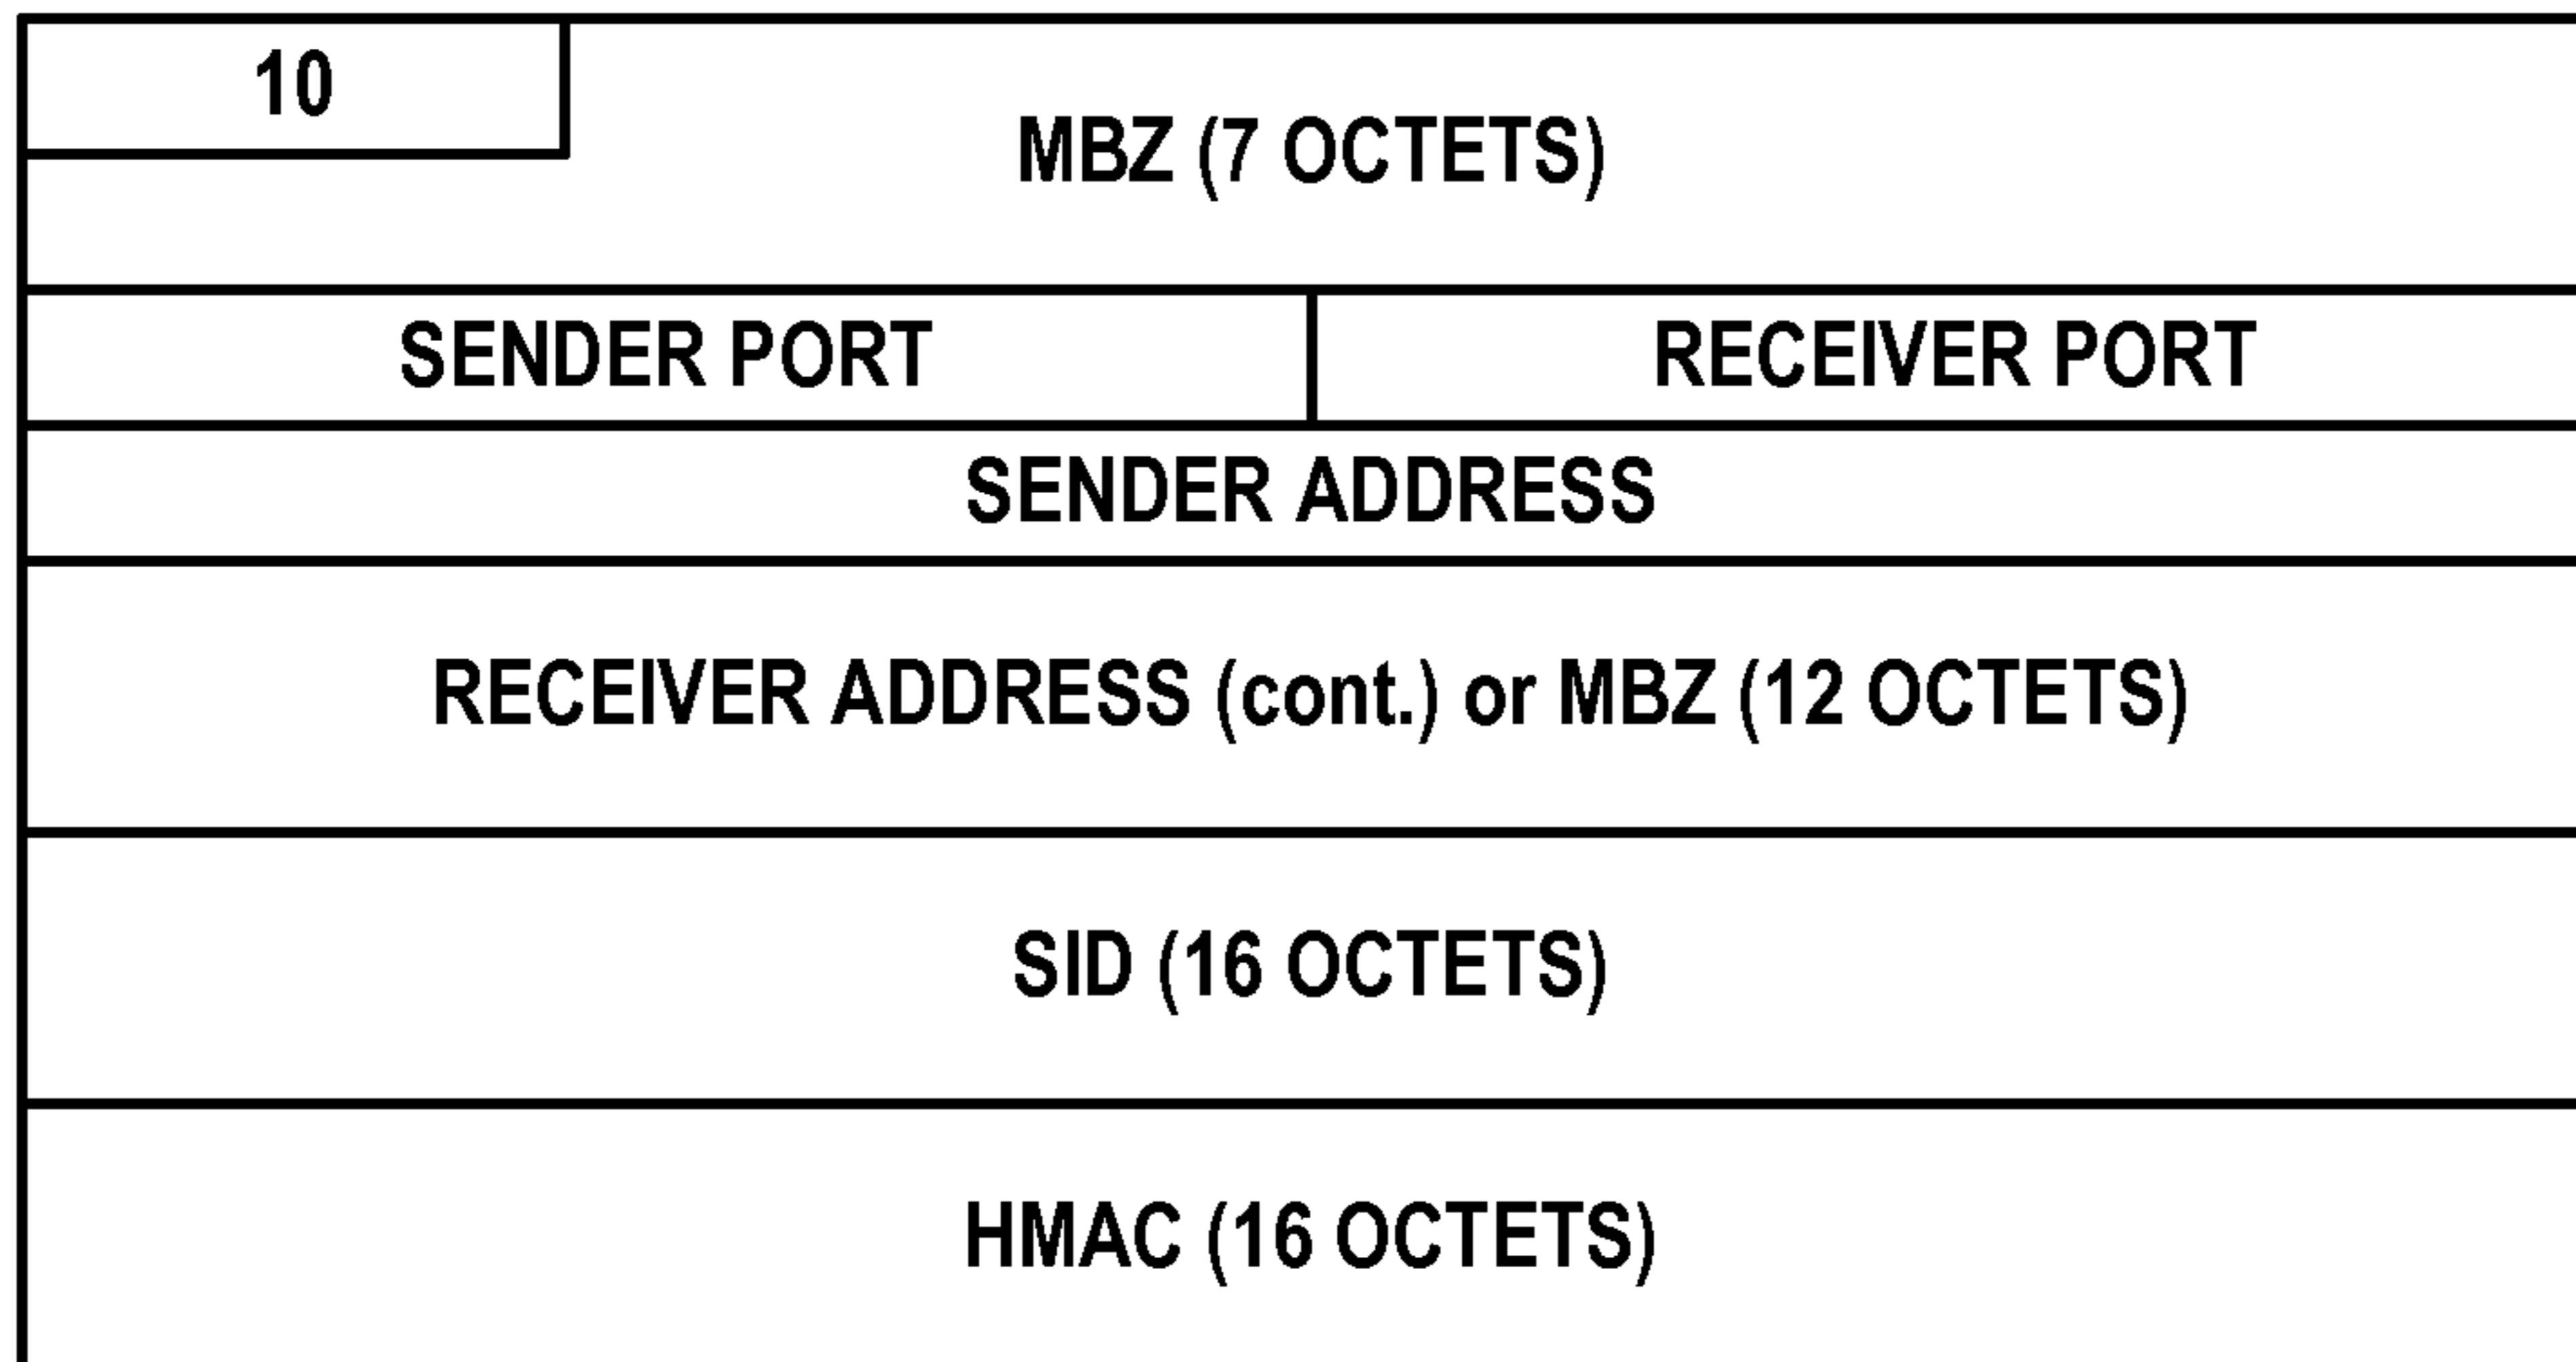 10
MBZ (7 OCTETS)
SENDER PORT
RECEIVER PORT
SENDER ADDRESS
RECEIVER ADDRESS (cont.) or MBZ (12 OCTETS)
SID (16 OCTETS)
HMAC (16 OCTETS)